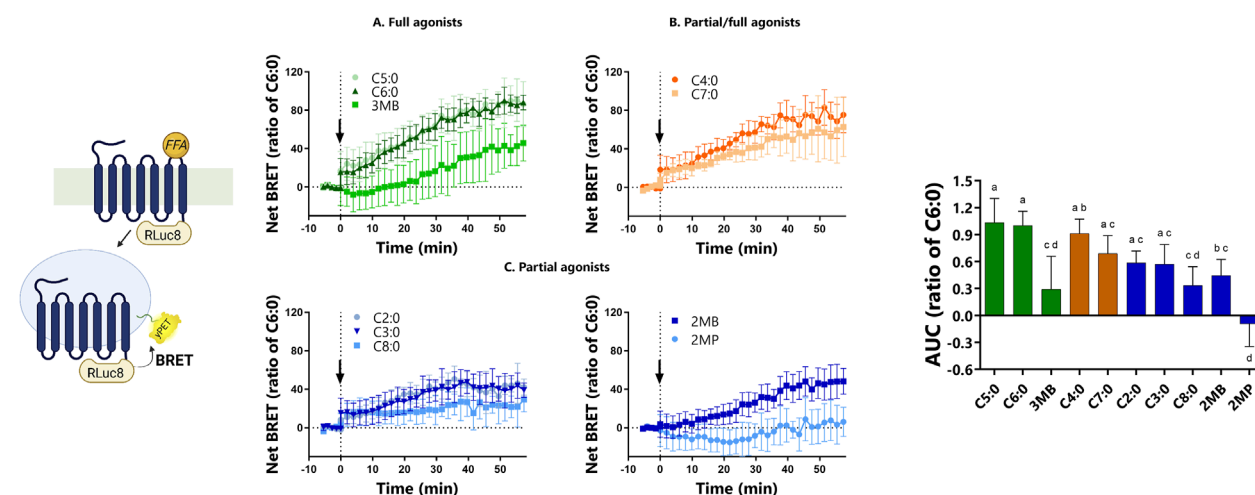 FFA
RLuc8
yPET
BRET
RLuc8
A. Full agonists
Net BRET (ratio of C6:0)
120
80
40
0
C5:0
C6:0
3MB
-10 0 10 20 30 40 50
Time (min)
B. Partial/full agonists
Net BRET (ratio of C6:0)
120
80
40
0
C4:0
C7:0
-10 0 10 20 30 40 50
Time (min)
C. Partial agonists
Net BRET (ratio of C6:0)
120
80
40
0
C2:0
C3:0
C8:0
-10 0 10 20 30 40 50
Time (min)
Net BRET (ratio of C6:0)
120
80
40
0
2MB
2MP
-10 0 10 20 30 40 50
Time (min)
AUC (ratio of C6:0)
1.5
1.2
0.9
0.6
0.3
0.0
-0.3
-0.6
a a c d a b a c a c a c c d b c d
C5:0 C6:0 3MB C4:0 C7:0 C2:0 C3:0 C8:0 2MB 2MP